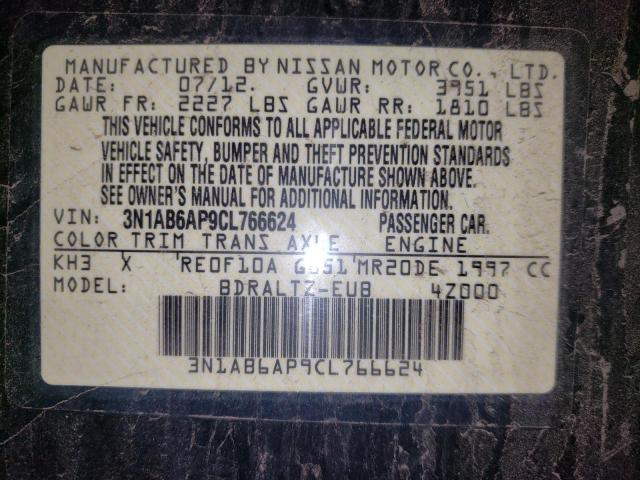 MANUFACTURED BY NISSAN MOTOR CO., LTD.
DATE: 07/12. GVWR: 3951 LBS
GAWR FR: 2227 LBS GAWR RR: 1810 LBS
THIS VEHICLE CONFORMS TO ALL APPLICABLE FEDERAL MOTOR
VEHICLE SAFETY, BUMPER AND THEFT PREVENTION STANDARDS
IN EFFECT ON THE DATE OF MANUFACTURE SHOWN ABOVE.
SEE OWNER'S MANUAL FOR ADDITIONAL INFORMATION.
VIN: 3N1AB6AP9CL766624 PASSENGER CAR.
COLOR TRIM TRANS AXLE ENGINE
KH3 X RE0F10A MR20DE 1997 CC
MODEL: BDRALTZ-EUB 4Z000
3N1AB6AP9CL766624